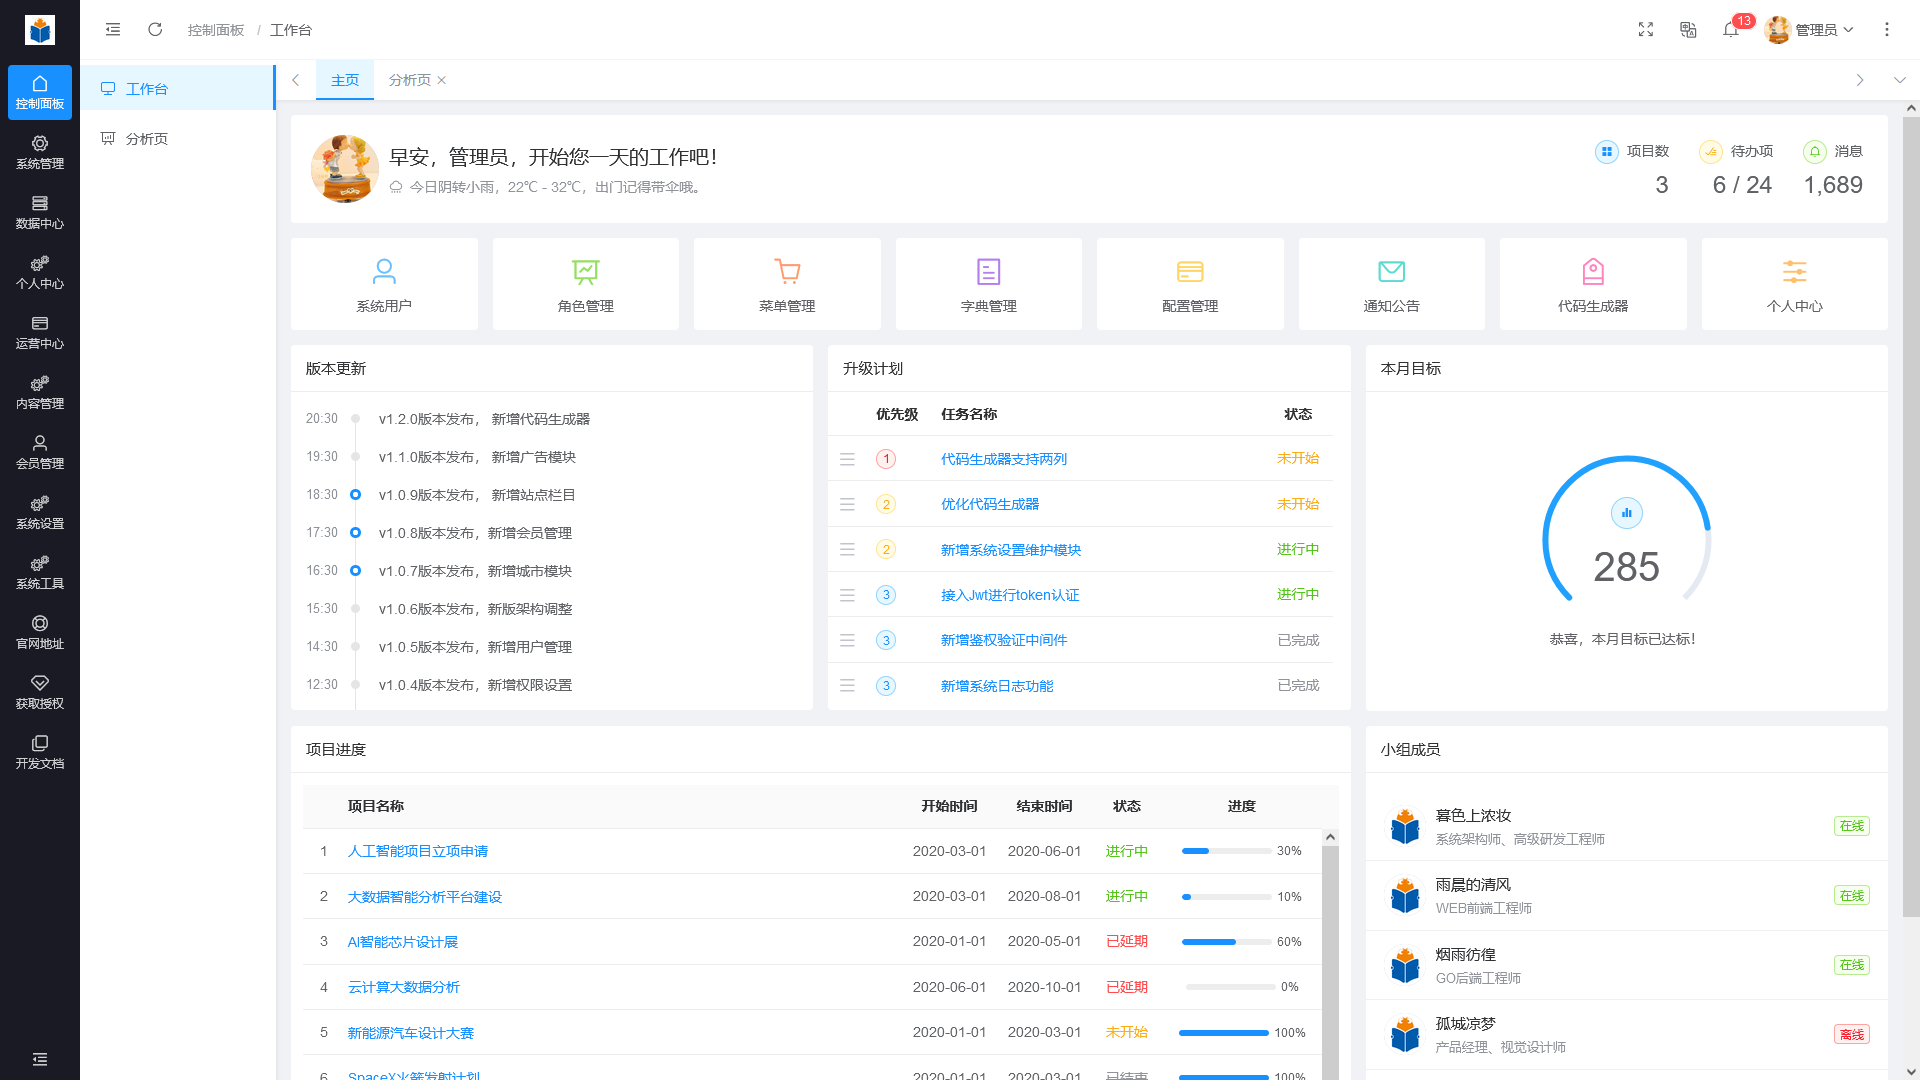 控制面板 / 工作台
13
管理员
控制面板
系统管理
数据中心
个人中心
运营中心
内容管理
会员管理
系统设置
系统工具
官网地址
获取授权
开发文档
工作台
分析页
主页
分析页
早安，管理员，开始您一天的工作吧！
今日阴转小雨，22℃ - 32℃，出门记得带伞哦。
项目数
3
待办项
6 / 24
消息
1,689
系统用户
角色管理
菜单管理
字典管理
配置管理
通知公告
代码生成器
个人中心
版本更新
20:30 v1.2.0版本发布， 新增代码生成器
19:30 v1.1.0版本发布， 新增广告模块
18:30 v1.0.9版本发布， 新增站点栏目
17:30 v1.0.8版本发布，新增会员管理
16:30 v1.0.7版本发布，新增城市模块
15:30 v1.0.6版本发布，新版架构调整
14:30 v1.0.5版本发布，新增用户管理
12:30 v1.0.4版本发布，新增权限设置
升级计划
优先级 任务名称 状态
1 代码生成器支持两列 未开始
2 优化代码生成器 未开始
2 新增系统设置维护模块 进行中
3 接入Jwt进行token认证 进行中
3 新增鉴权验证中间件 已完成
3 新增系统日志功能 已完成
本月目标
285
恭喜，本月目标已达标！
项目进度
项目名称 开始时间 结束时间 状态 进度
1 人工智能项目立项申请 2020-03-01 2020-06-01 进行中 30%
2 大数据智能分析平台建设 2020-03-01 2020-08-01 进行中 10%
3 AI智能芯片设计展 2020-01-01 2020-05-01 已延期 60%
4 云计算大数据分析 2020-06-01 2020-10-01 已延期 0%
5 新能源汽车设计大赛 2020-01-01 2020-03-01 未开始 100%
6 SpaceX火箭发射计划 2020-01-01 2020-03-01 已结束 100%
小组成员
暮色上浓妆
系统架构师、高级研发工程师
在线
雨晨的清风
WEB前端工程师
在线
烟雨彷徨
GO后端工程师
在线
孤城凉梦
产品经理、视觉设计师
离线